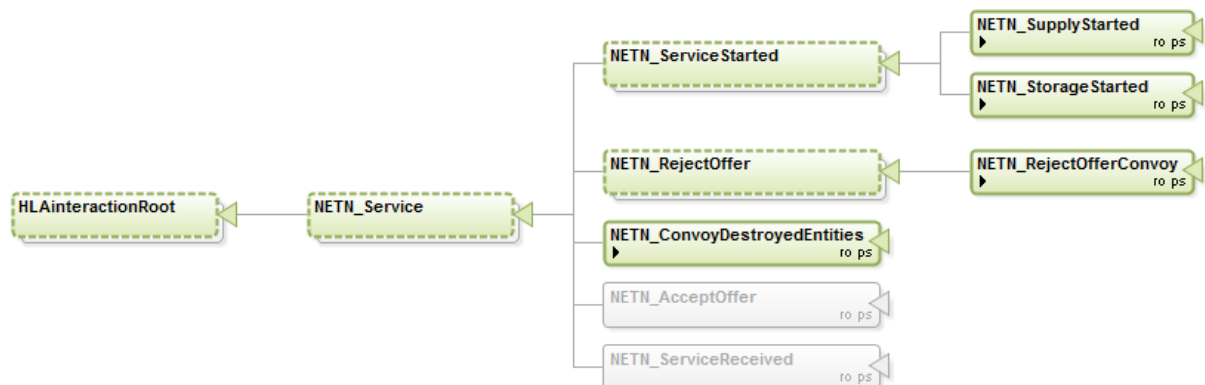 NETN_SupplyStarted
ro ps
NETN_ServiceStarted
NETN_StorageStarted
ro ps
NETN_RejectOffer
NETN_RejectOfferConvoy
ro ps
HLAinteractionRoot
NETN_Service
NETN_ConvoyDestroyedEntities
ro ps
NETN_AcceptOffer
ro ps
NETN_ServiceReceived
ro ps